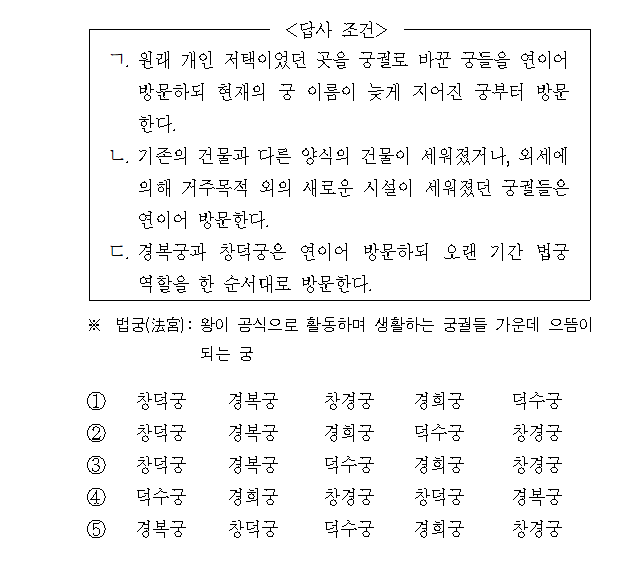 <답사 조건>
ㄱ. 원래 개인 저택이었던 곳을 궁궐로 바꾼 궁들을 연이어
방문하되 현재의 궁 이름이 늦게 지어진 궁부터 방문
한다.
ㄴ. 기존의 건물과 다른 양식의 건물이 세워졌거나, 외세에
의해 거주목적 외의 새로운 시설이 세워졌던 궁궐들은
연이어 방문한다.
ㄷ. 경복궁과 창덕궁은 연이어 방문하되 오랜 기간 법궁
역할을 한 순서대로 방문한다.
※ 법궁(法宮): 왕이 공식으로 활동하며 생활하는 궁궐들 가운데 으뜸이
되는 궁
① 창덕궁 경복궁 창경궁 경희궁 덕수궁
② 창덕궁 경복궁 경희궁 덕수궁 창경궁
③ 창덕궁 경복궁 덕수궁 경희궁 창경궁
④ 덕수궁 경희궁 창경궁 창덕궁 경복궁
⑤ 경복궁 창덕궁 덕수궁 경희궁 창경궁